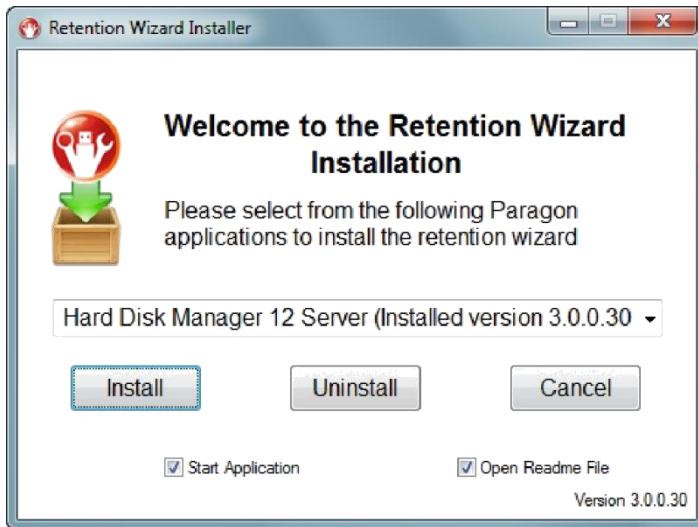 Retention Wizard Installer
Welcome to the Retention Wizard
Installation
Please select from the following Paragon
applications to install the retention wizard
Hard Disk Manager 12 Server (Installed version 3.0.0.30
Install Uninstall Cancel
Start Application Open Readme File
Version 3.0.0.30